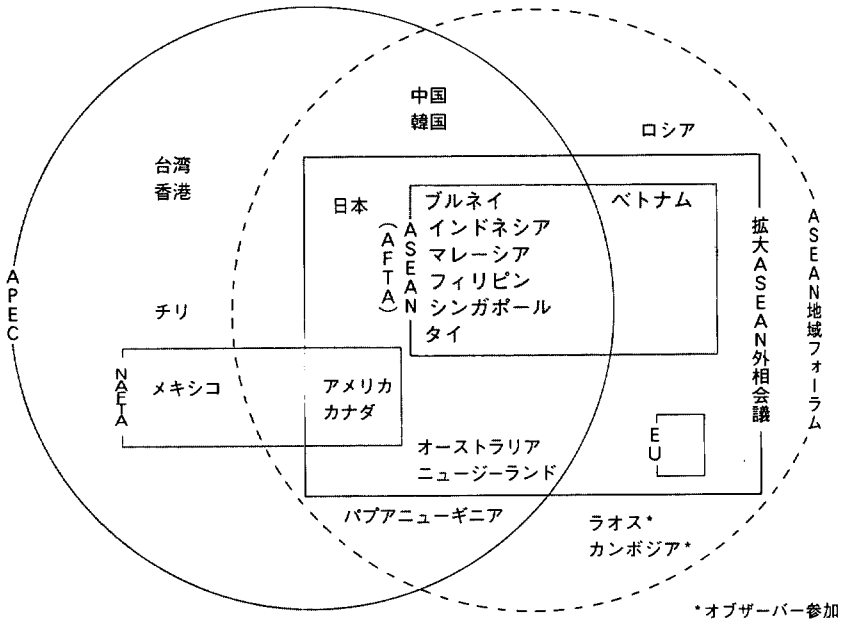 中国
韓国
ロシア
台湾
香港
日本
ブルネイ
インドネシア
マレーシア
フィリピン
シンガポール
タイ
ベトナム
ASEAN
(AFTA)
拡大ASEAN外相会議
ASEAN地域フォーラム
APEC
チリ
NAFTA
メキシコ
アメリカ
カナダ
オーストラリア
ニュージーランド
EU
パプアニューギニア
ラオス*
カンボジア*
*オブザーバー参加